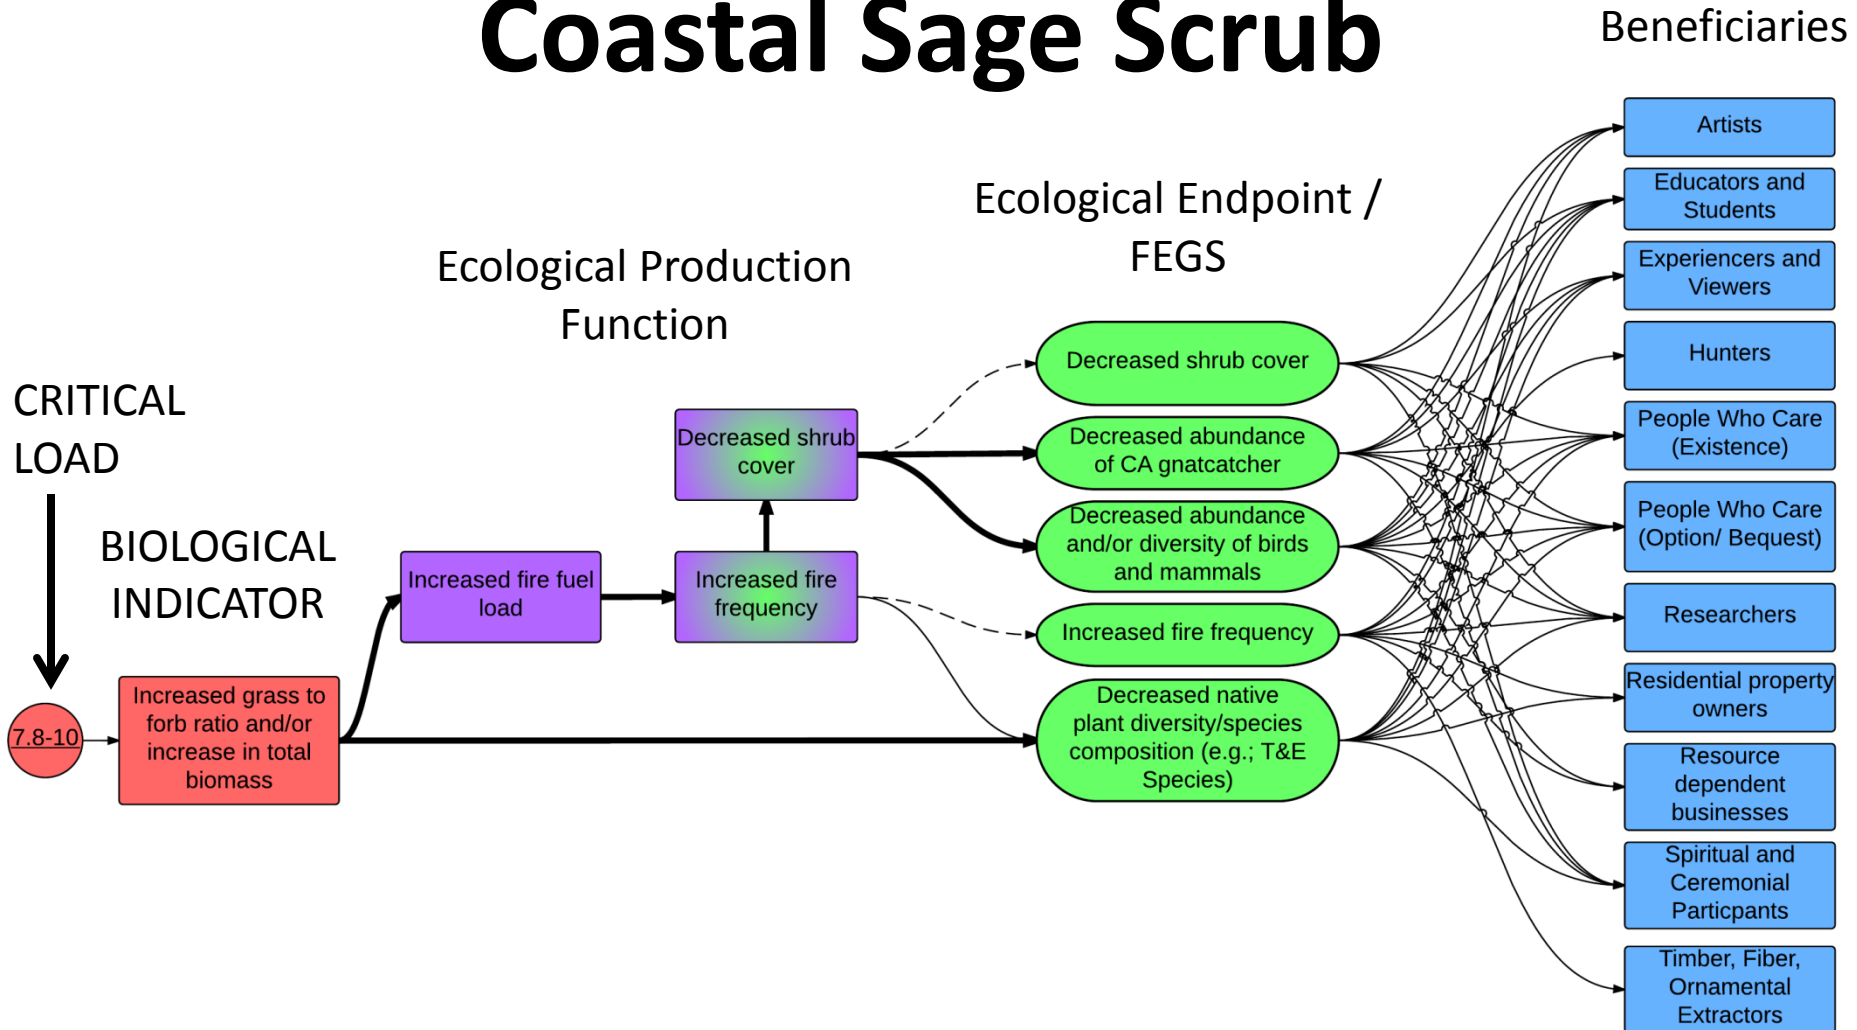 Coastal Sage Scrub
Beneficiaries
Ecological Endpoint /
FEGS
Ecological Production
Function
CRITICAL
LOAD
BIOLOGICAL
INDICATOR
7.8-10
Increased grass to
forb ratio and/or
increase in total
biomass
Increased fire fuel
load
Increased fire
frequency
Decreased shrub
cover
Decreased shrub cover
Decreased abundance
of CA gnatcatcher
Decreased abundance
and/or diversity of birds
and mammals
Increased fire frequency
Decreased native
plant diversity/species
composition (e.g.; T&E
Species)
Artists
Educators and
Students
Experiencers and
Viewers
Hunters
People Who Care
(Existence)
People Who Care
(Option/ Bequest)
Researchers
Residential property
owners
Resource
dependent
businesses
Spiritual and
Ceremonial
Particpants
Timber, Fiber,
Ornamental
Extractors